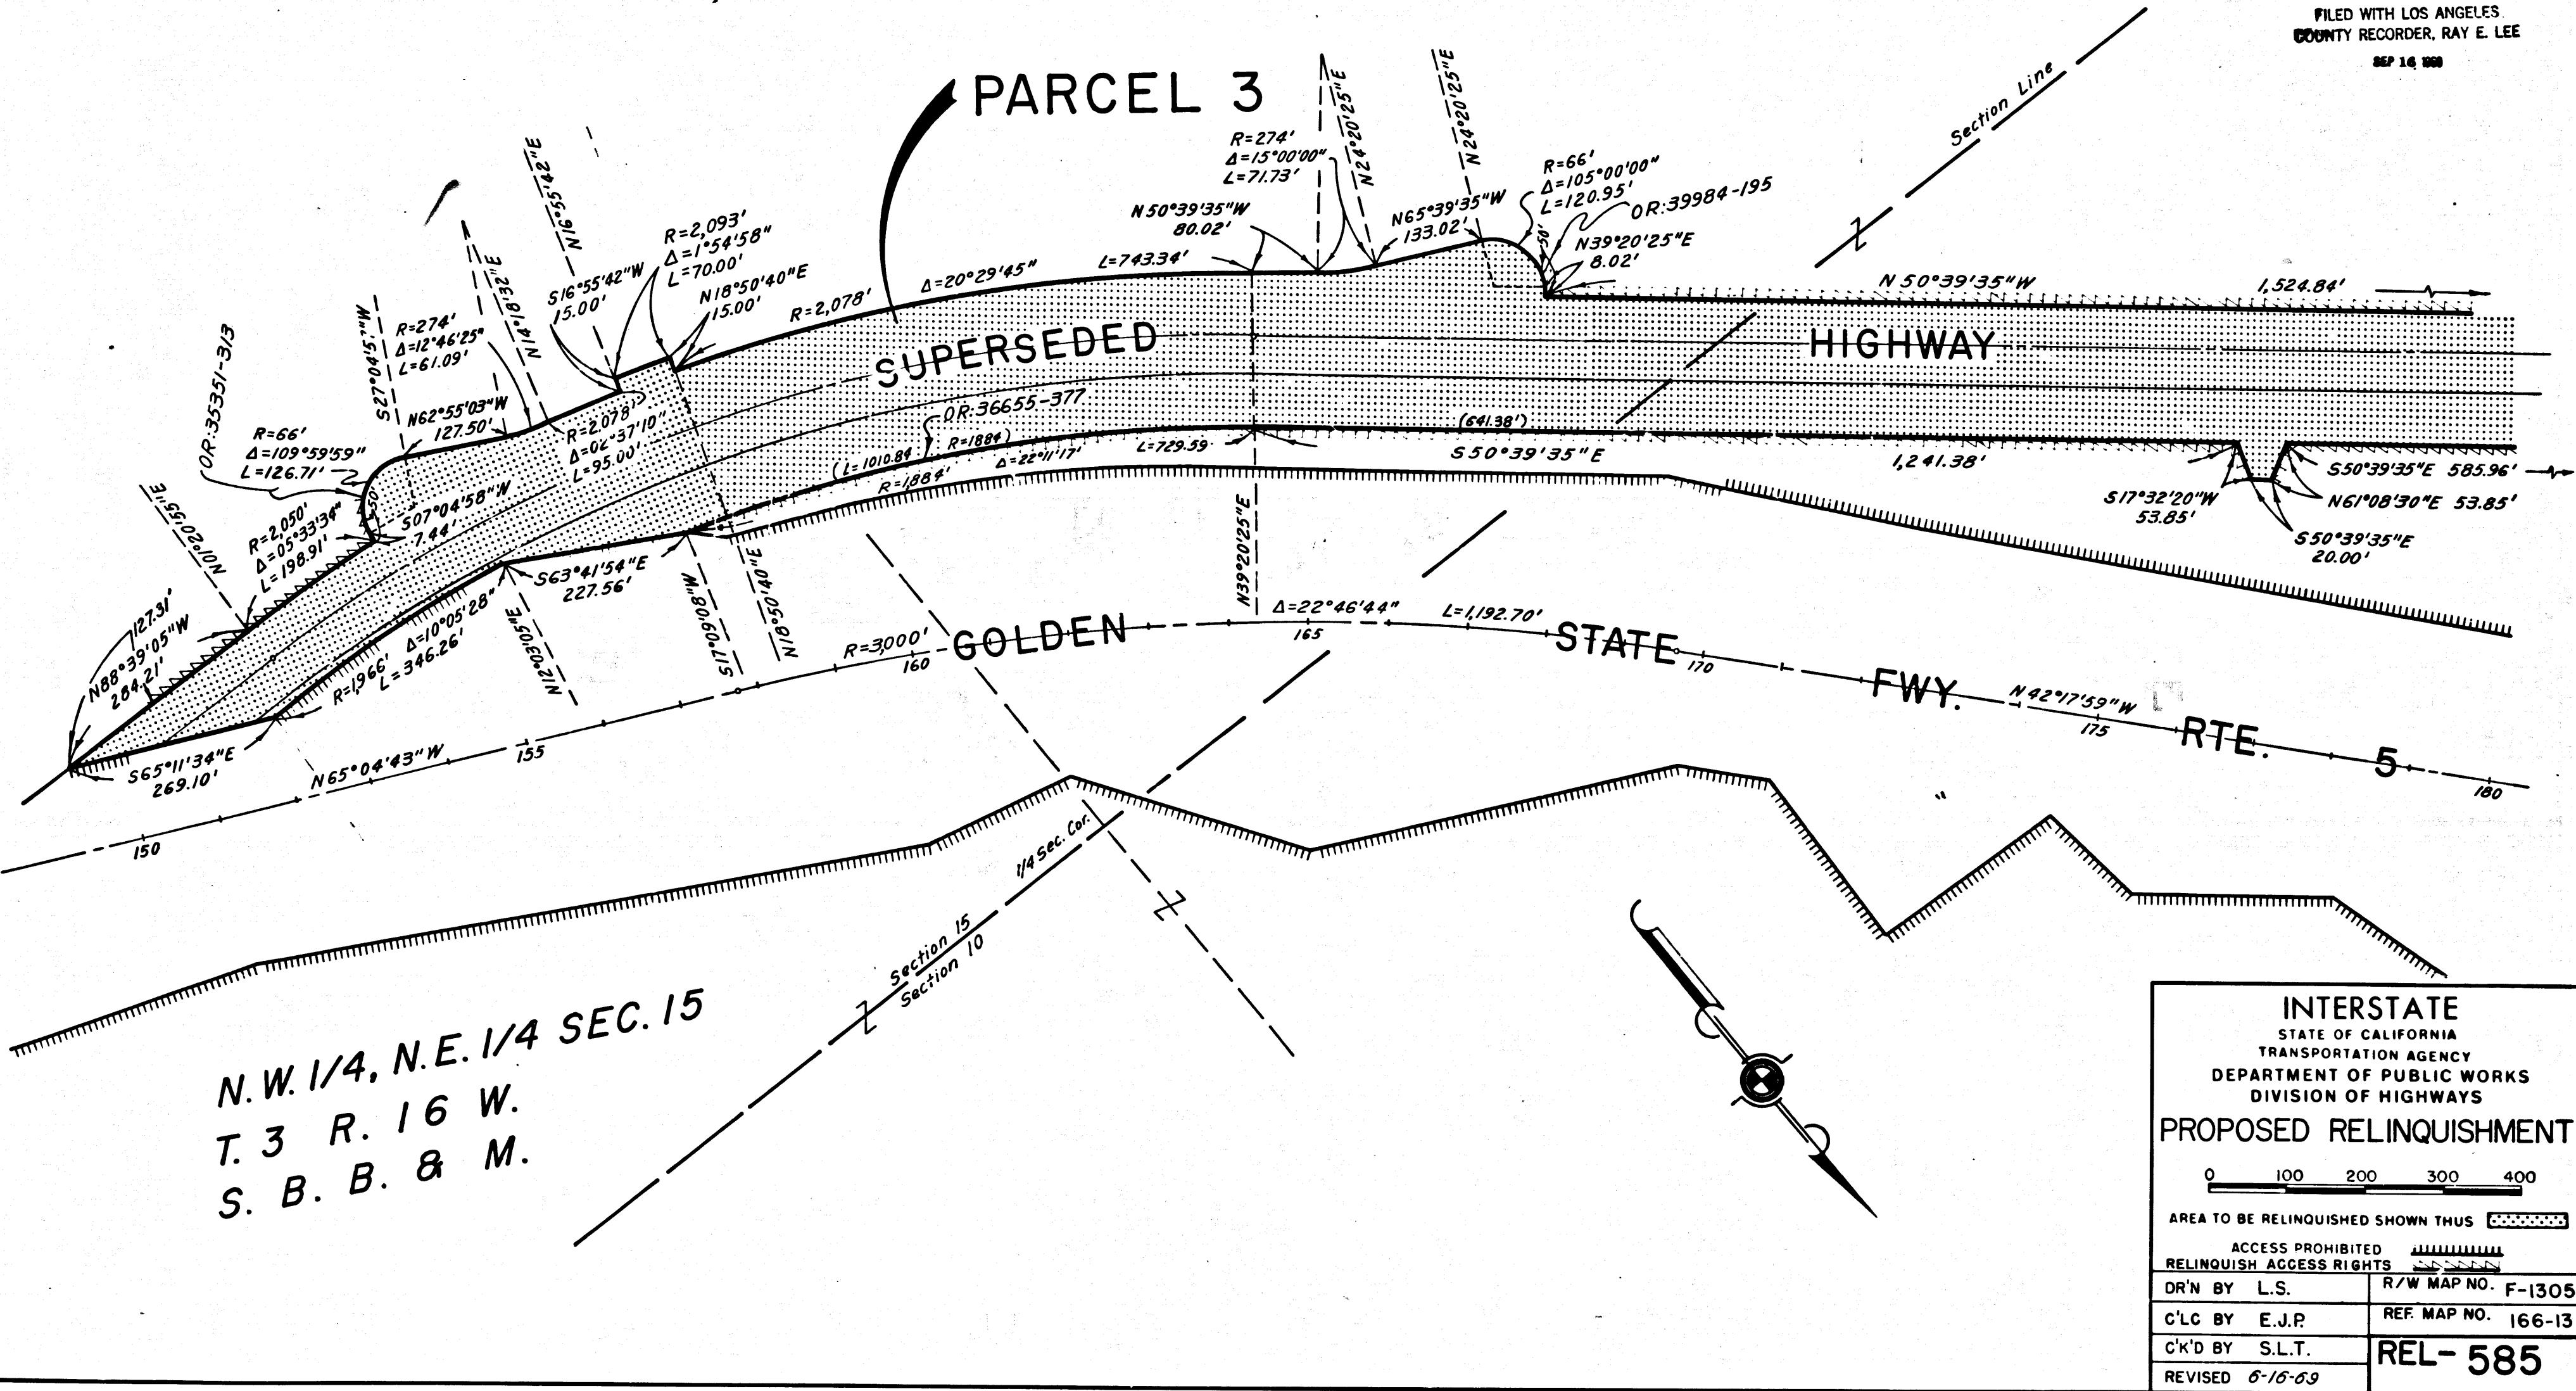 FILED WITH LOS ANGELES
COUNTY RECORDER, RAY E. LEE
SEP 16
PARCEL 3
Section Line
N24°20'25"E
N24°20'25"E
R=274'
Δ=15°00'00"
L=71.73'
R=66'
Δ=105°00'00"
L=120.95'
OR:39984-195
50'
N65°39'35"W
133.02'
N50°39'35"W
80.02'
N39°20'25"E
8.02'
N16°55'42"E
R=2,093'
Δ=1°54'58"
L=70.00'
S16°55'42"W
15.00'
N18°50'40"E
15.00'
L=743.34'
Δ=20°29'45"
R=2,078'
N 50°39'35"W
1,524.84'
N14°18'32"E
S27°04'57"W
R=274'
Δ=12°46'25"
L=61.09'
OR:35351-313
N62°55'03"W
127.50'
R=66'
Δ=109°59'59"
L=126.71'
50'
SUPERSEDED
HIGHWAY
OR:36655-377
R=2,078'
Δ=02°37'10"
L=95.00'
(L=1010.84
R=1884)
Δ=22°11'17"
L=729.59
R=1,884'
(641.38')
S 50°39'35"E
1,241.38'
S50°39'35"E 585.96'
N61°08'30"E 53.85'
S17°32'20"W
53.85'
S50°39'35"E
20.00'
N01°20'55"E
R=2,050'
Δ=05°33'34"
L=198.91'
S07°04'58"W
7.44'
127.31'
N88°39'05"W
284.21'
S63°41'54"E
227.56'
Δ=10°05'28"
R=1,966'
L=346.26'
N12°03'05"E
S17°09'08"W
N18°50'40"E
N39°20'25"E
S65°11'34"E
269.10'
N65°04'43"W
150
155
R=3,000'
160
GOLDEN
Δ=22°46'44"
165
L=1,192.70'
STATE
170
FWY.
N 42°17'59"W
175
RTE.
5
180
1/4 Sec. Cor.
Section 15
Section 10
N.W. 1/4, N.E. 1/4 SEC. 15
T. 3 R. 16 W.
S. B. B. & M.
INTERSTATE
STATE OF CALIFORNIA
TRANSPORTATION AGENCY
DEPARTMENT OF PUBLIC WORKS
DIVISION OF HIGHWAYS
PROPOSED RELINQUISHMENT
0 100 200 300 400
AREA TO BE RELINQUISHED SHOWN THUS
ACCESS PROHIBITED
RELINQUISH ACCESS RIGHTS
DR'N BY L.S.
R/W MAP NO. F-1305
C'LC BY E.J.P.
REF. MAP NO. 166-13
C'K'D BY S.L.T.
REL- 585
REVISED 6-16-69